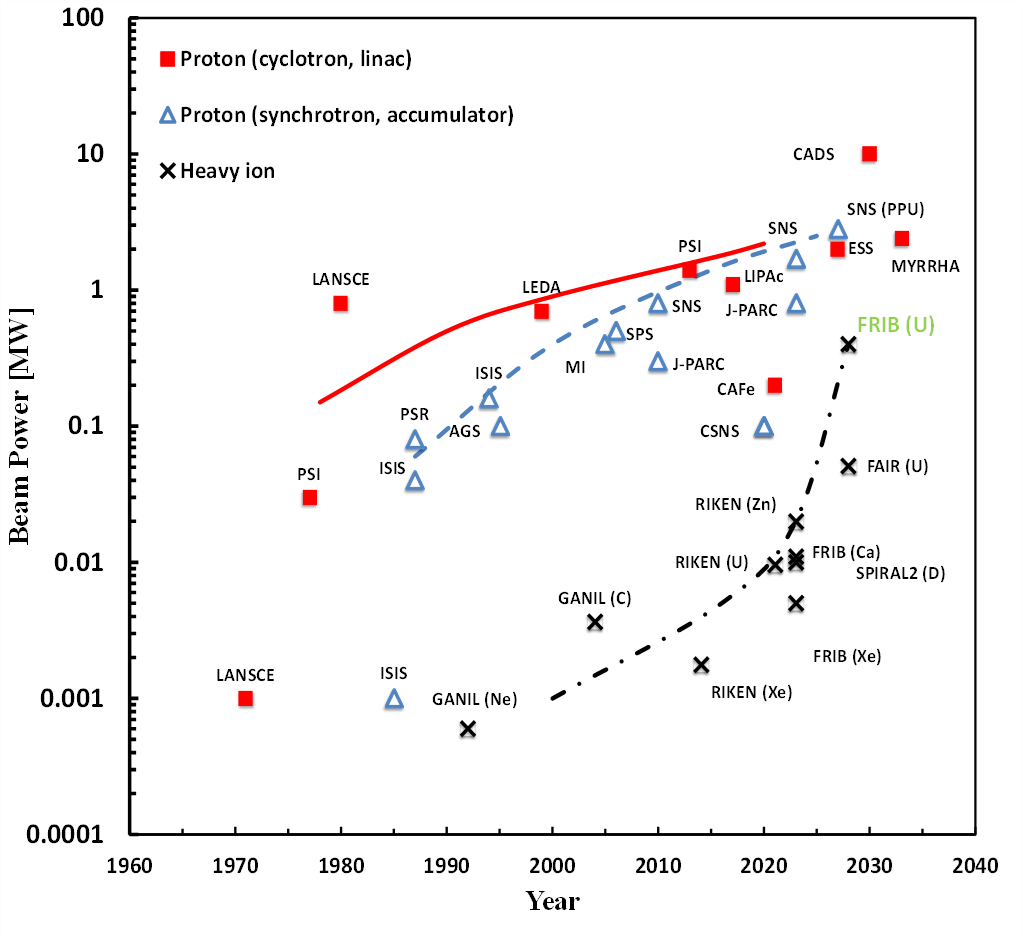 100
10
1
0.1
0.01
0.001
0.0001
Beam Power [MW]
Proton (cyclotron, linac)
Proton (synchrotron, accumulator)
Heavy ion
CADS
SNS (PPU)
SNS
ESS
MYRRHA
PSI
LANSCE
LEDA
LIPAc
SNS
J-PARC
FRIB (U)
SPS
MI
J-PARC
ISIS
CAFe
PSR
AGS
CSNS
ISIS
FAIR (U)
PSI
RIKEN (Zn)
FRIB (Ca)
RIKEN (U)
SPIRAL2 (D)
GANIL (C)
FRIB (Xe)
LANSCE
ISIS
GANIL (Ne)
RIKEN (Xe)
1960 1970 1980 1990 2000 2010 2020 2030 2040
Year